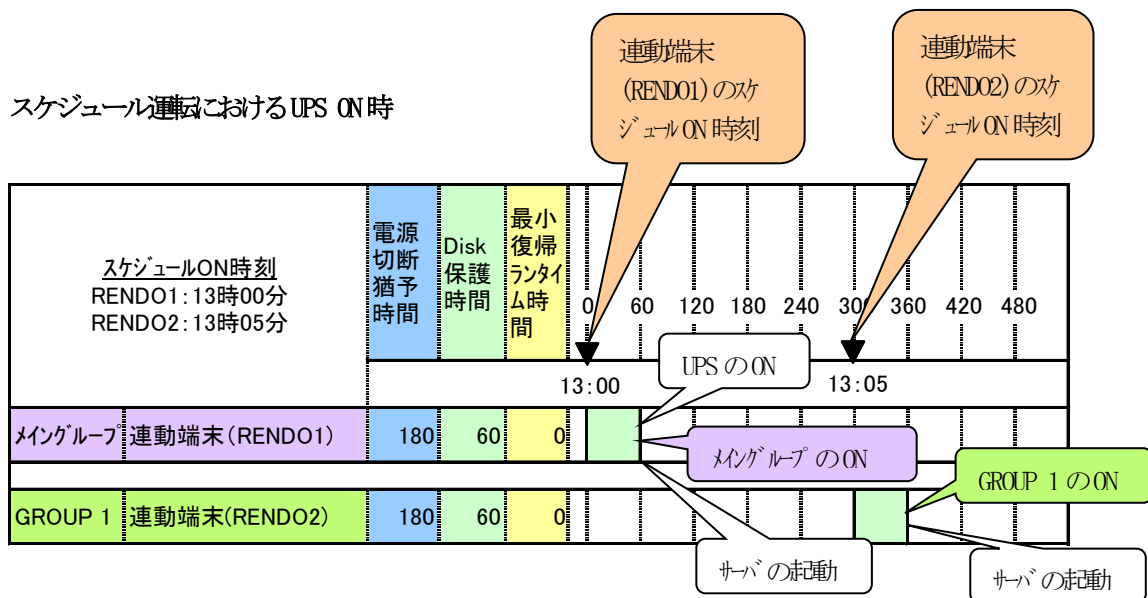 スケジュール運転におけるUPS ON時
連動端末
(RENDO1)のスケ
ジュールON時刻
連動端末
(RENDO2)のスケ
ジュールON時刻
スケジュールON時刻
RENDO1:13時00分
RENDO2:13時05分
電源
切断
猶予
時間
Disk
保護
時間
最小
復帰
ランタイ
ム時
間
0 60 120 180 240 300 360 420 480
13:00 13:05
UPSのON
メイングループ 連動端末(RENDO1) 180 60 0
メイングループのON
GROUP 1のON
GROUP 1 連動端末(RENDO2) 180 60 0
サーバの起動
サーバの起動